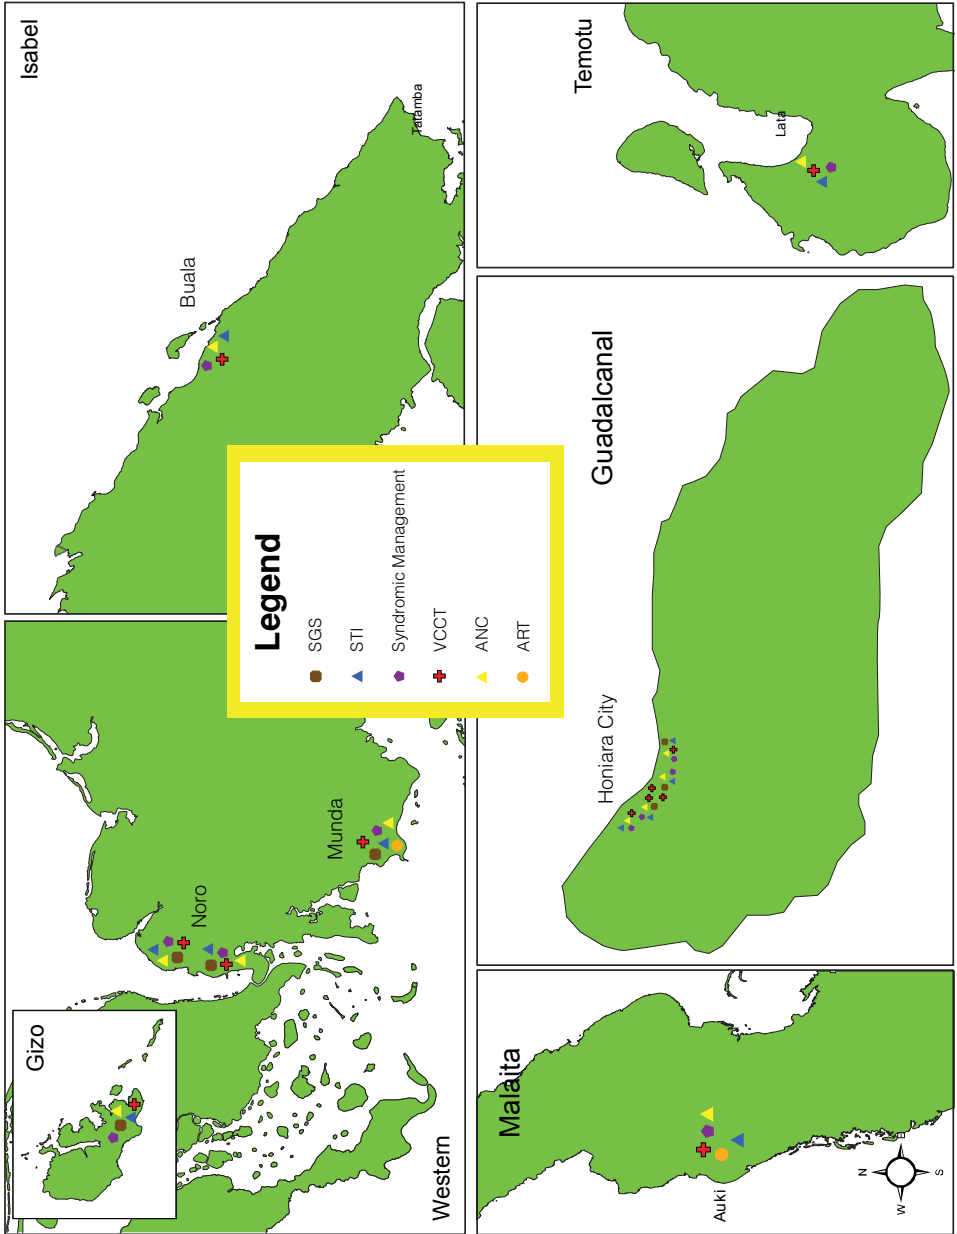 Isabel
Tatamba
Buala
Temotu
Lata
Legend
SGS
STI
Syndromic Management
VCCT
ANC
ART
Guadalcanal
Honiara City
Munda
Noro
Gizo
Western
Malaita
Auki
N
E
S
W